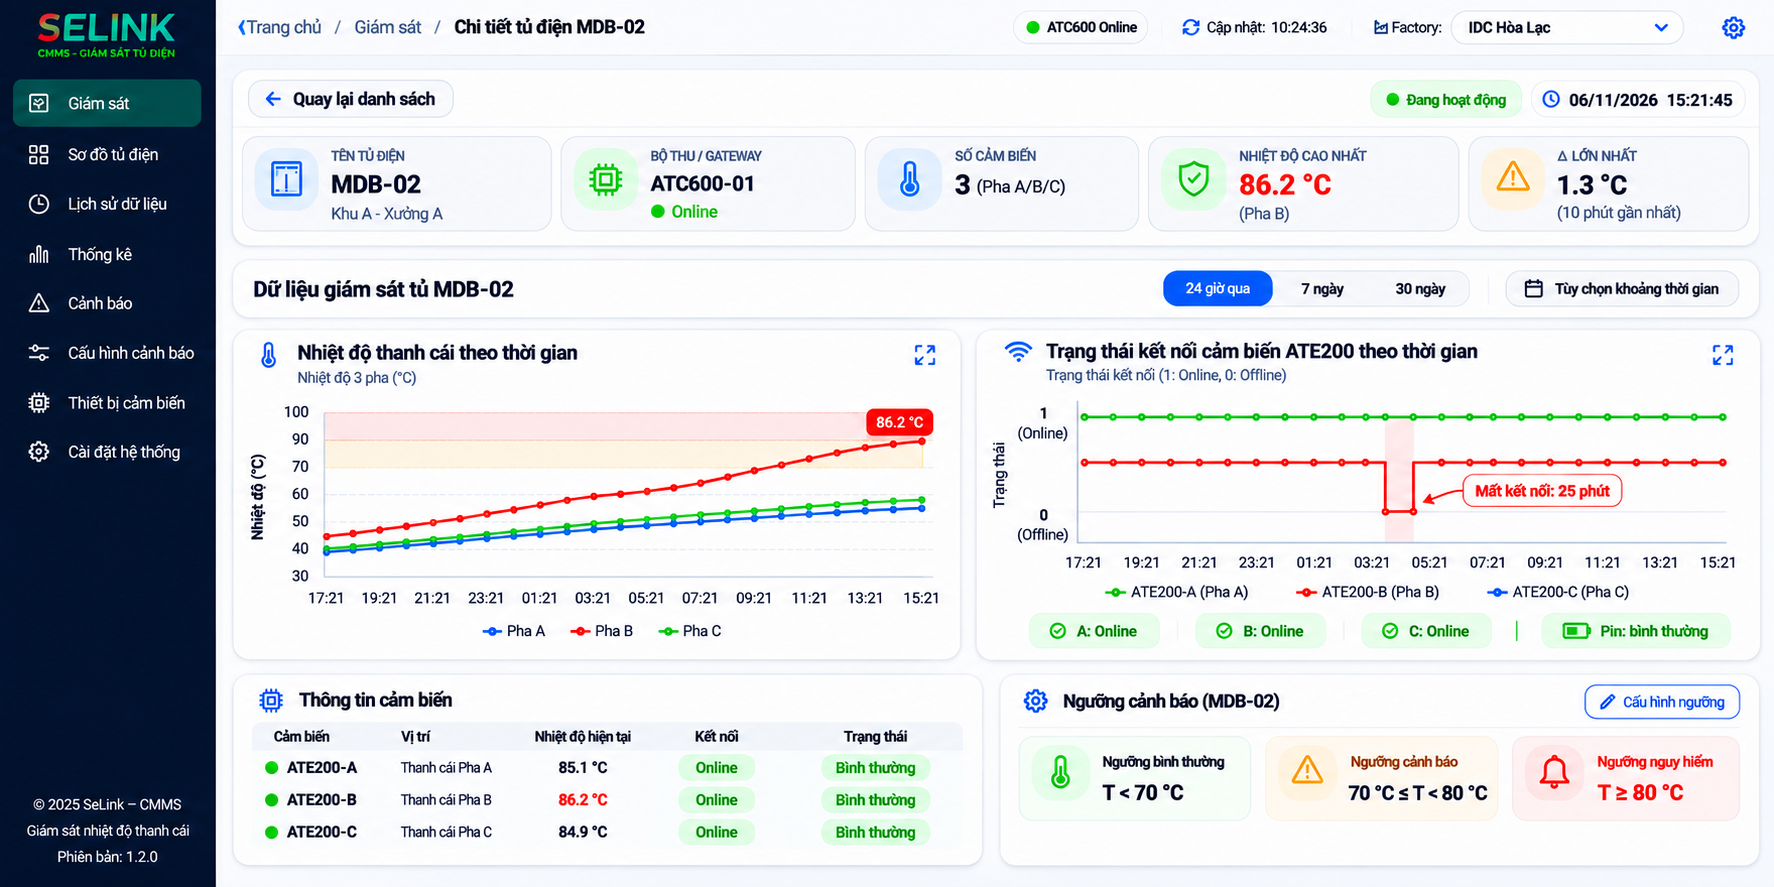 SELINK
CMMS - GIÁM SÁT TỦ ĐIỆN
Giám sát
Sơ đồ tủ điện
Lịch sử dữ liệu
Thống kê
Cảnh báo
Cấu hình cảnh báo
Thiết bị cảm biến
Cài đặt hệ thống
© 2025 SeLink – CMMS
Giám sát nhiệt độ thanh cái
Phiên bản: 1.2.0
Trang chủ / Giám sát / Chi tiết tủ điện MDB-02
ATC600 Online
Cập nhật: 10:24:36
Factory: IDC Hòa Lạc
Quay lại danh sách
Đang hoạt động
06/11/2026 15:21:45
TÊN TỦ ĐIỆN
MDB-02
Khu A - Xưởng A
BỘ THU / GATEWAY
ATC600-01
Online
SỐ CẢM BIẾN
3 (Pha A/B/C)
NHIỆT ĐỘ CAO NHẤT
86.2 °C
(Pha B)
Δ LỚN NHẤT
1.3 °C
(10 phút gần nhất)
Dữ liệu giám sát tủ MDB-02
24 giờ qua
7 ngày
30 ngày
Tùy chọn khoảng thời gian
Nhiệt độ thanh cái theo thời gian
Nhiệt độ 3 pha (°C)
Nhiệt độ (°C)
100
90
70
60
50
40
30
86.2 °C
17:21 19:21 21:21 23:21 01:21 03:21 05:21 07:21 09:21 11:21 13:21 15:21
Pha A Pha B Pha C
Trạng thái kết nối cảm biến ATE200 theo thời gian
Trạng thái kết nối (1: Online, 0: Offline)
Trạng thái
1
(Online)
0
(Offline)
Mất kết nối: 25 phút
17:21 19:21 21:21 23:21 01:21 03:21 05:21 07:21 09:21 11:21 13:21 15:21
ATE200-A (Pha A) ATE200-B (Pha B) ATE200-C (Pha C)
A: Online
B: Online
C: Online
Pin: bình thường
Thông tin cảm biến
Cảm biến Vị trí Nhiệt độ hiện tại Kết nối Trạng thái
ATE200-A Thanh cái Pha A 85.1 °C Online Bình thường
ATE200-B Thanh cái Pha B 86.2 °C Online Bình thường
ATE200-C Thanh cái Pha C 84.9 °C Online Bình thường
Ngưỡng cảnh báo (MDB-02)
Cấu hình ngưỡng
Ngưỡng bình thường
T < 70 °C
Ngưỡng cảnh báo
70 °C ≤ T < 80 °C
Ngưỡng nguy hiểm
T ≥ 80 °C